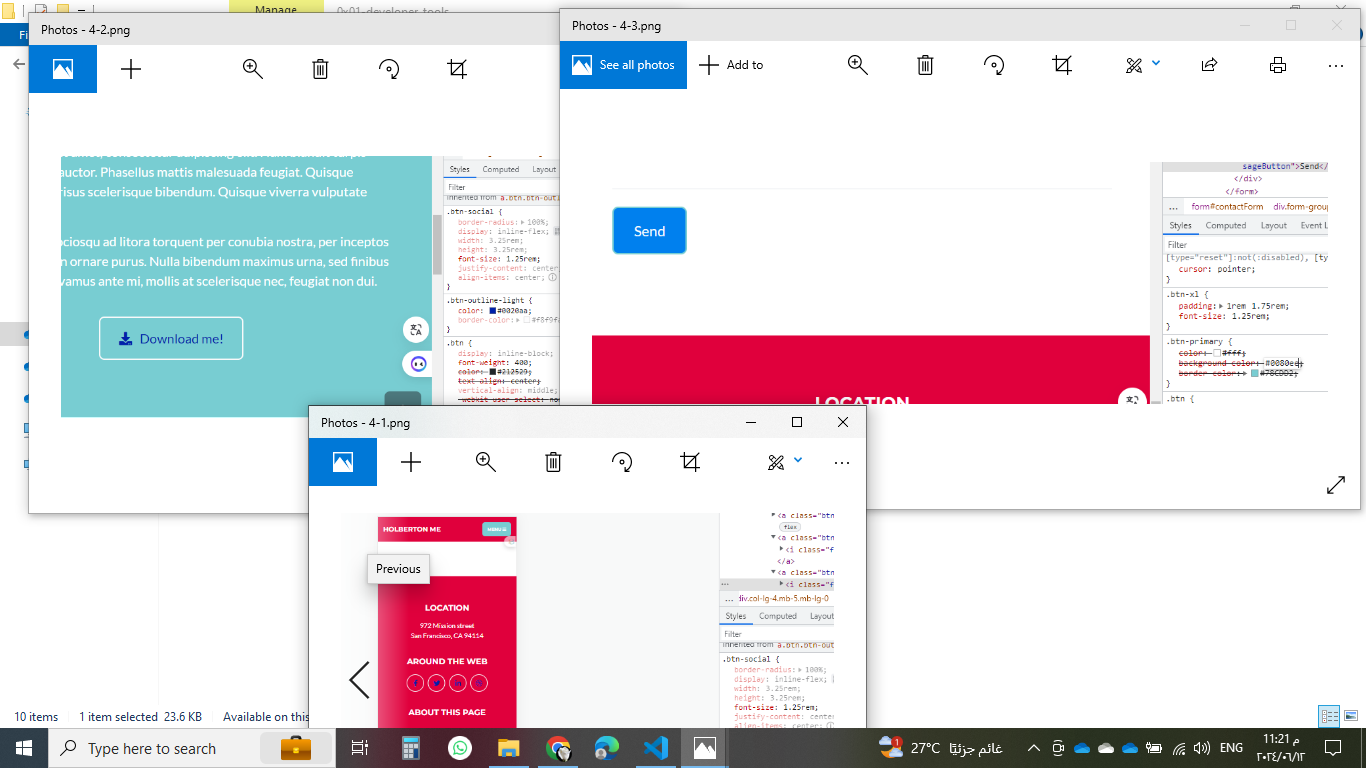 Manage
0x01-developer_tools
Photos - 4-2.png
auctor. Phasellus mattis malesuada feugiat. Quisque
risus scelerisque bibendum. Quisque viverra vulputate
ociosqu ad litora torquent per conubia nostra, per inceptos
n ornare purus. Nulla bibendum maximus urna, sed finibus
vamus ante mi, mollis at scelerisque nec, feugiat non dui.
Download me!
Styles Computed Layout
Filter
Inherited from a.btn.btn-outl
.btn-social {
border-radius: 100%;
display: inline-flex;
width: 3.25rem;
height: 3.25rem;
font-size: 1.25rem;
justify-content: center
align-items: center;
}
.btn-outline-light {
color: #0020aa;
border-color: #f8f9fa
}
.btn {
display: inline-block;
font-weight: 400;
color: #212529;
text-align: center;
vertical-align: middle;
-webkit-user-select: no
Photos - 4-3.png
See all photos
Add to
Send
LOCATION
sageButton">Send</
</div>
</form>
... form#contactForm div.form-group
Styles Computed Layout Event L
Filter
[type="reset"]:not(:disabled), [ty
cursor: pointer;
}
.btn-xl {
padding: 1rem 1.75rem;
font-size: 1.25rem;
}
.btn-primary {
color: #fff;
background-color: #0080ed
border-color: #78CDD2;
}
.btn {
Photos - 4-1.png
HOLBERTON ME
MENU
Previous
LOCATION
972 Mission street
San Francisco, CA 94114
AROUND THE WEB
ABOUT THIS PAGE
<a class="btn
flex
<a class="btn
<i class="f
</a>
<a class="btn
<i class="f
... div.col-lg-4.mb-5.mb-lg-0
Styles Computed Layout
Filter
Inherited from a.btn.btn-out
.btn-social {
border-radius: 100%;
display: inline-flex;
width: 3.25rem;
height: 3.25rem;
font-size: 1.25rem;
justify-content: center
align-items: center;
10 items 1 item selected 23.6 KB Available on this
Type here to search
1
27°C غائم جزئيًا
ENG
11:21 م
٢٠٢٤/٠٦/١٢